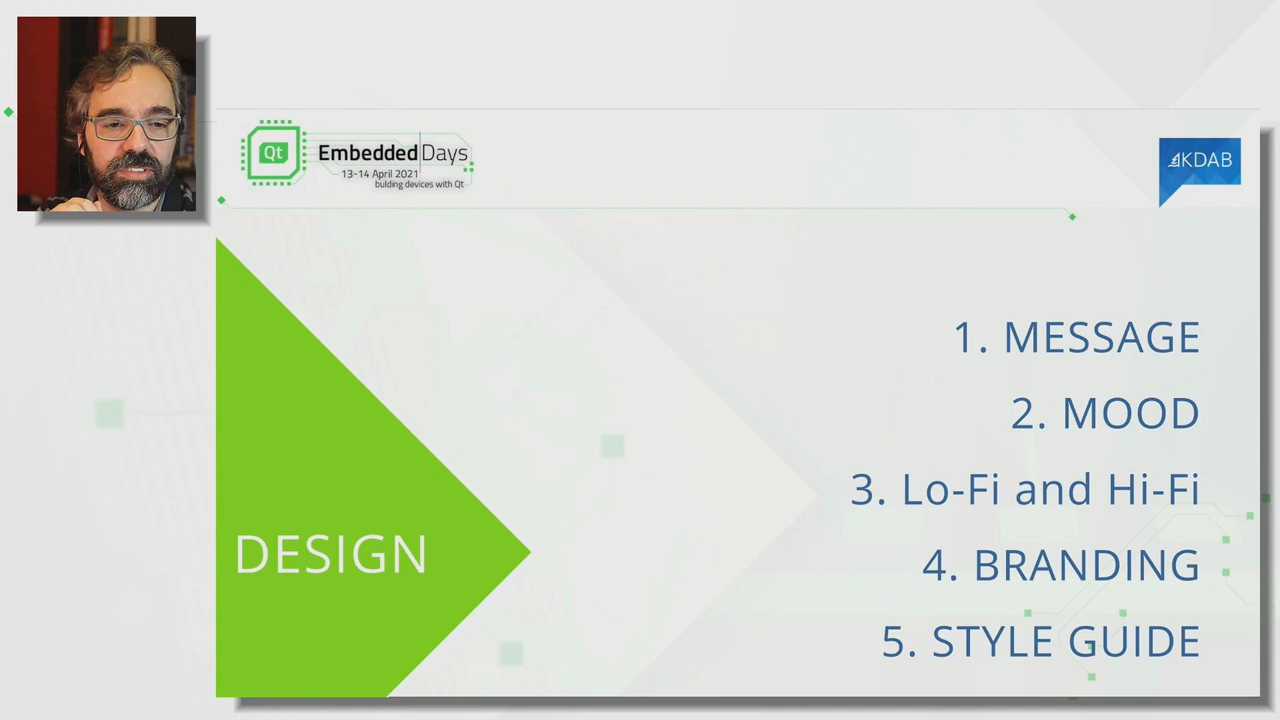 Qt
Embedded Days
13-14 April 2021
bulding devices with Qt
KDAB
1. MESSAGE
2. MOOD
3. Lo-Fi and Hi-Fi
4. BRANDING
5. STYLE GUIDE
DESIGN